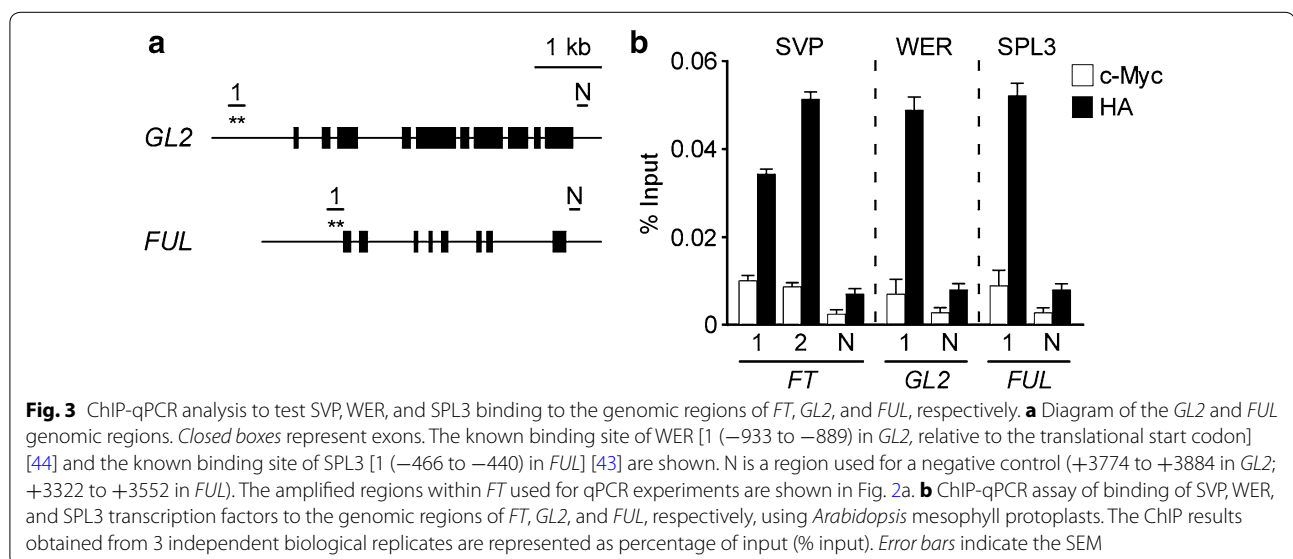 a
1 kb
1
N
**
GL2
1
N
**
FUL
b
SVP WER SPL3
c-Myc
HA
% Input
0.06
0.04
0.02
0
1 2 N 1 N 1 N
FT GL2 FUL
Fig. 3 ChIP-qPCR analysis to test SVP, WER, and SPL3 binding to the genomic regions of FT, GL2, and FUL, respectively. a Diagram of the GL2 and FUL
genomic regions. Closed boxes represent exons. The known binding site of WER [1 (−933 to −889) in GL2, relative to the translational start codon]
[44] and the known binding site of SPL3 [1 (−466 to −440) in FUL] [43] are shown. N is a region used for a negative control (+3774 to +3884 in GL2;
+3322 to +3552 in FUL). The amplified regions within FT used for qPCR experiments are shown in Fig. 2a. b ChIP-qPCR assay of binding of SVP, WER,
and SPL3 transcription factors to the genomic regions of FT, GL2, and FUL, respectively, using Arabidopsis mesophyll protoplasts. The ChIP results
obtained from 3 independent biological replicates are represented as percentage of input (% input). Error bars indicate the SEM